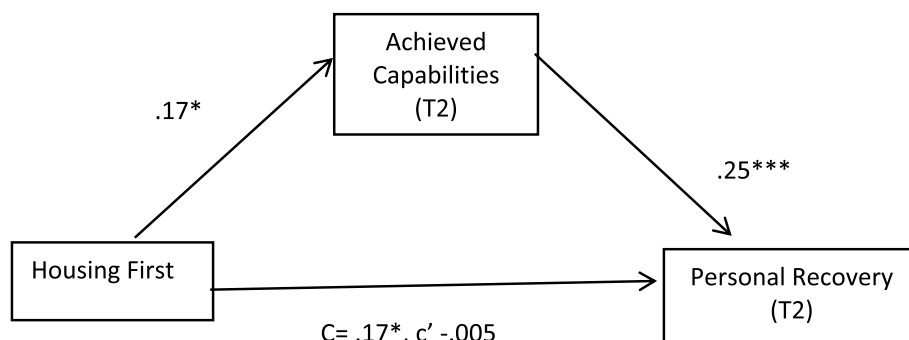 Achieved
Capabilities
(T2)
.17*
.25***
Housing First
Personal Recovery
(T2)
C= .17*, c’ -.005